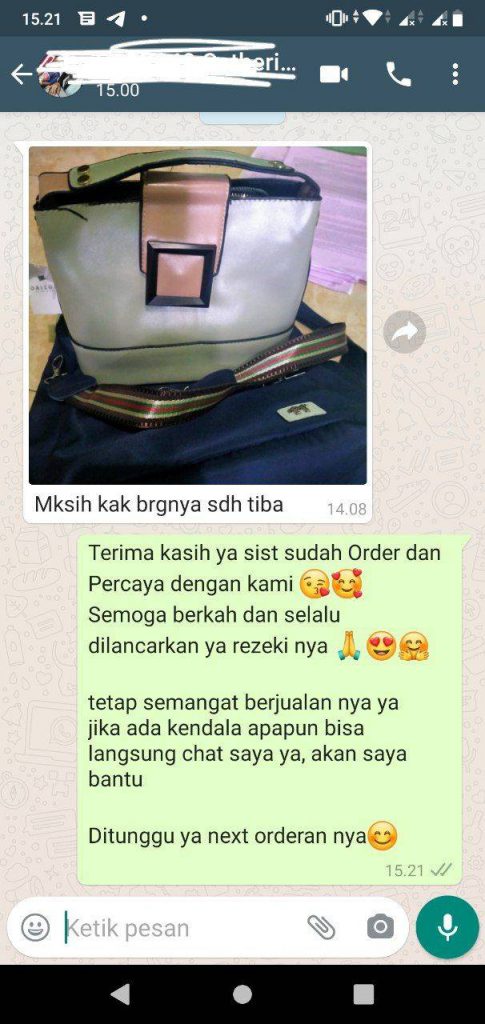 15.21
15.00
Mksih kak brgnya sdh tiba
14.08
Terima kasih ya sist sudah Order dan
Percaya dengan kami 😘🥰
Semoga berkah dan selalu
dilancarkan ya rezeki nya 🙏😍🤗
tetap semangat berjualan nya ya
jika ada kendala apapun bisa
langsung chat saya ya, akan saya
bantu
Ditunggu ya next orderan nya😊
15.21
Ketik pesan